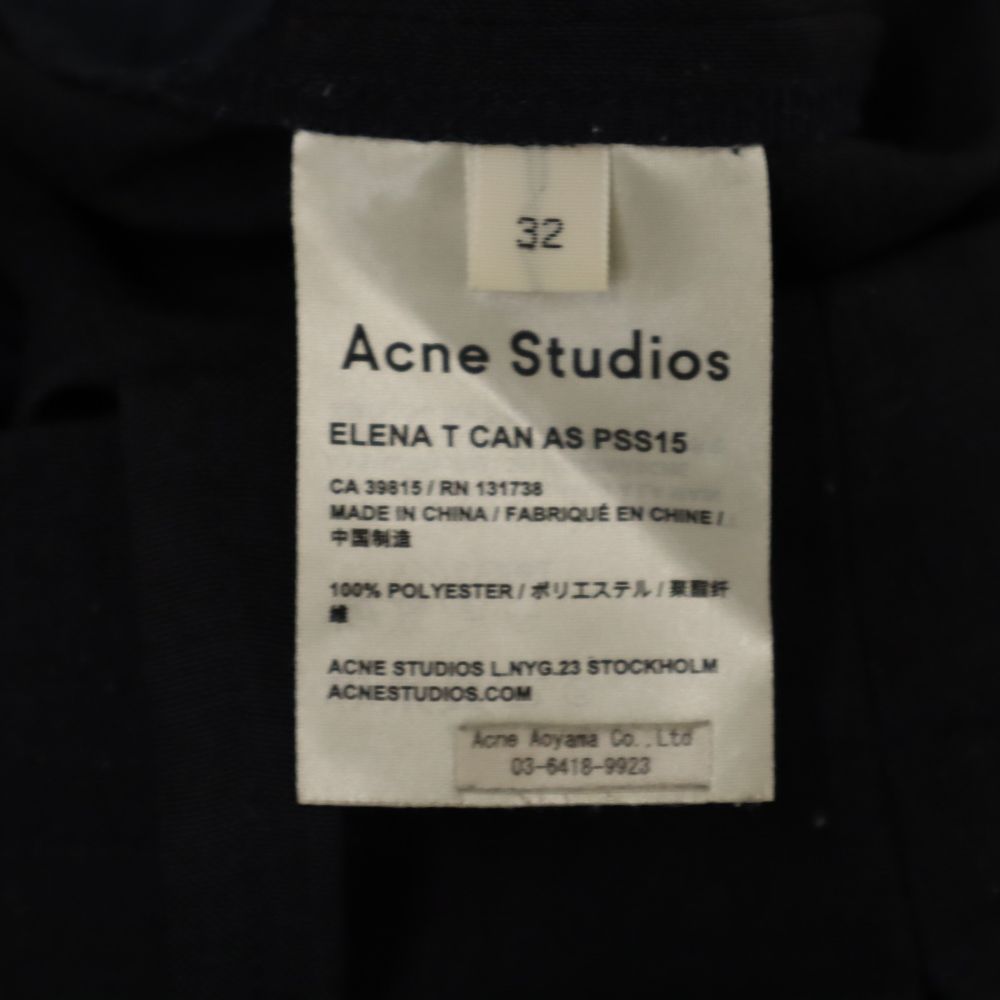 32
Acne Studios
ELENA T CAN AS PSS15
CA 39815 / RN 131738
MADE IN CHINA / FABRIQUÉ EN CHINE /
中国制造
100% POLYESTER / ポリエステル / 聚酯纤
维
ACNE STUDIOS L.NYG.23 STOCKHOLM
ACNESTUDIOS.COM
Acne Aoyama Co.,Ltd
03-6418-9923